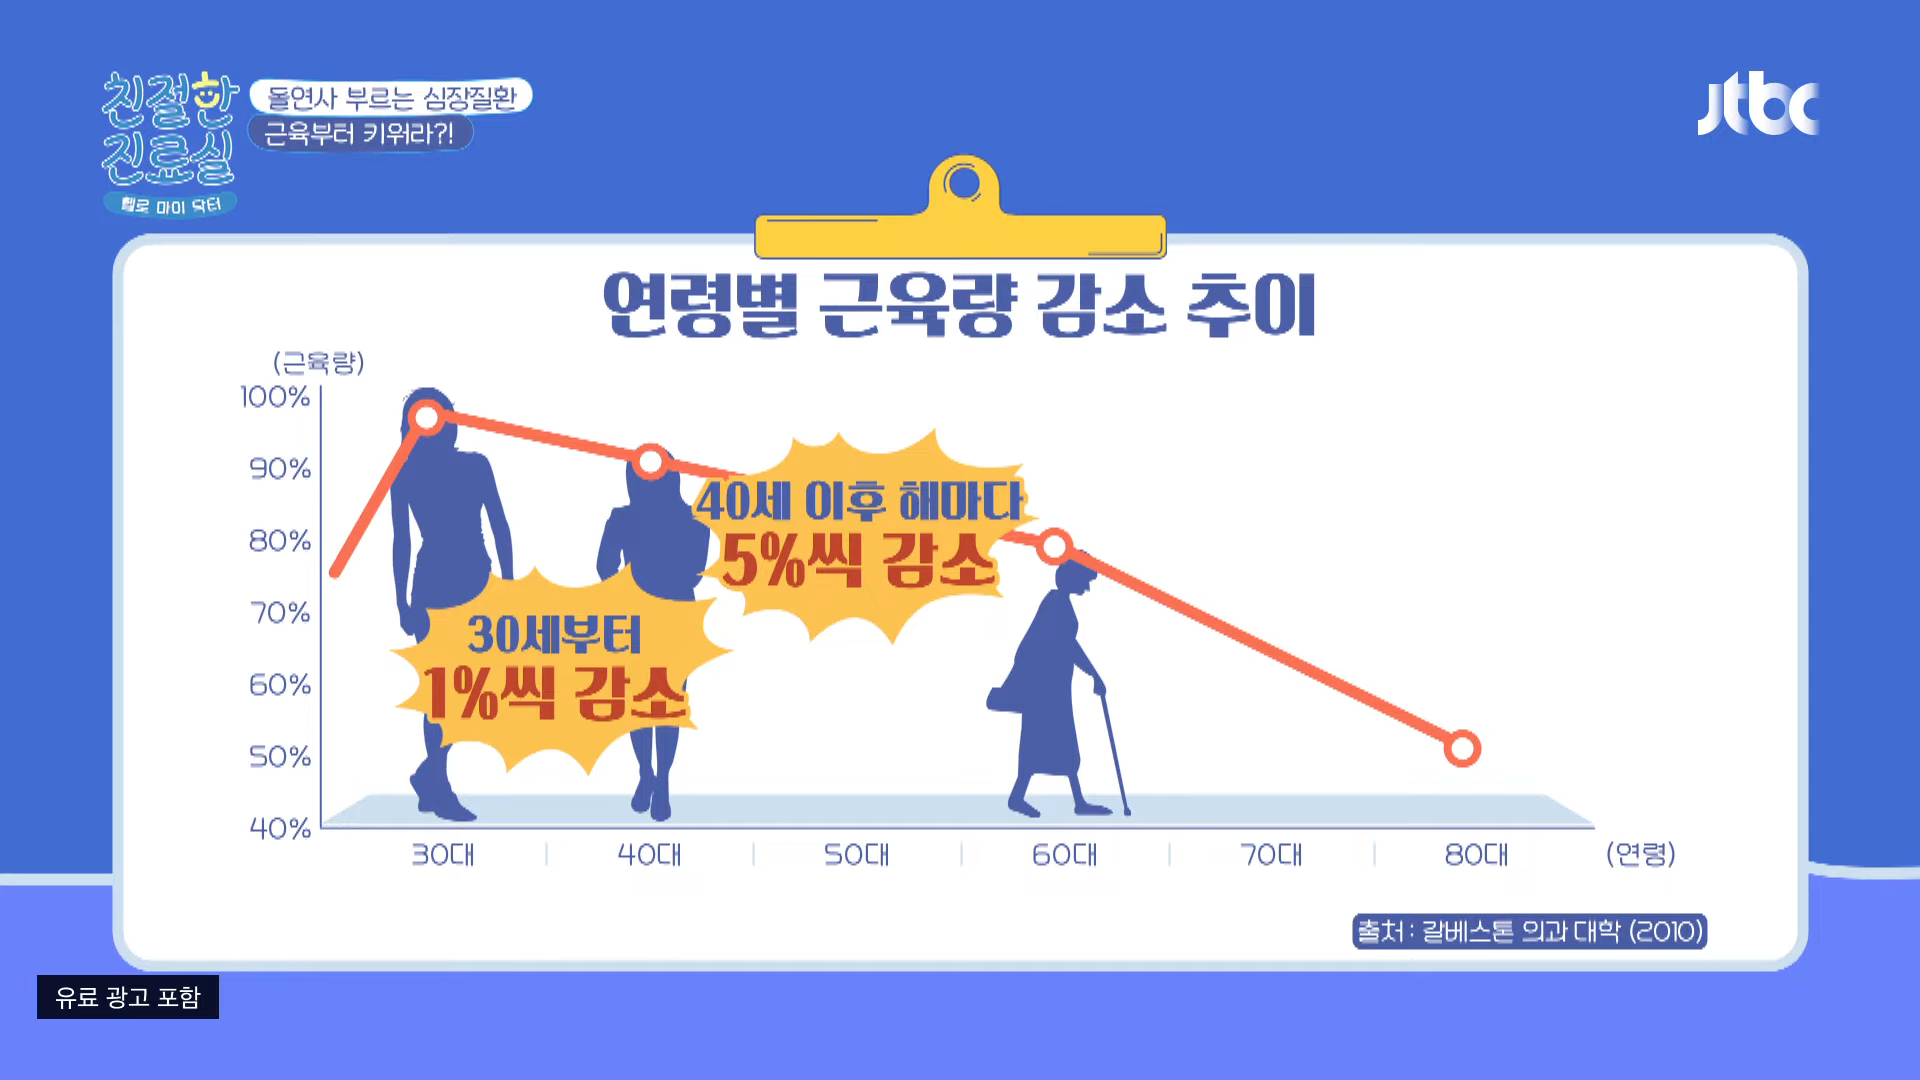 친절한
진료실
헬로 마이 닥터
돌연사 부르는 심장질환
근육부터 키워라?!
jtbc
연령별 근육량 감소 추이
(근육량)
100%
90%
80%
70%
60%
50%
40%
40세 이후 해마다
5%씩 감소
30세부터
1%씩 감소
30대 40대 50대 60대 70대 80대 (연령)
출처 : 갈베스톤 의과 대학 (2010)
유료 광고 포함